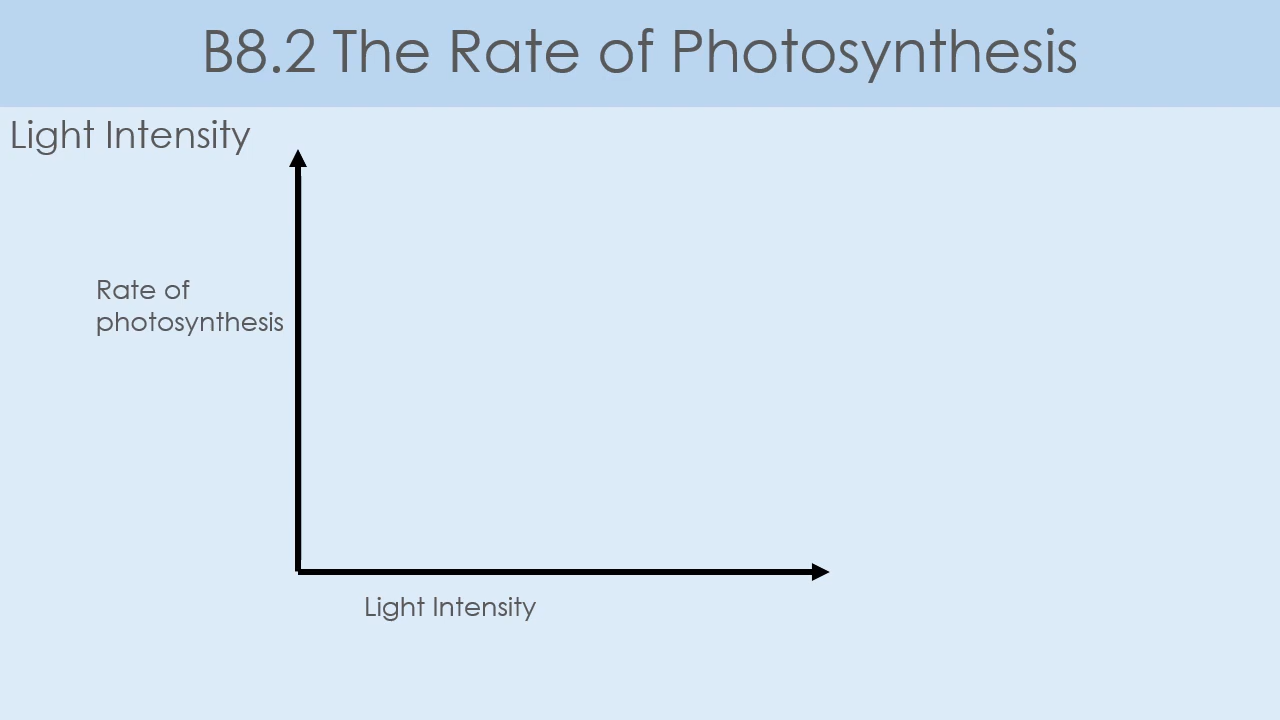 B8.2 The Rate of Photosynthesis
Light Intensity
Rate of
photosynthesis
Light Intensity